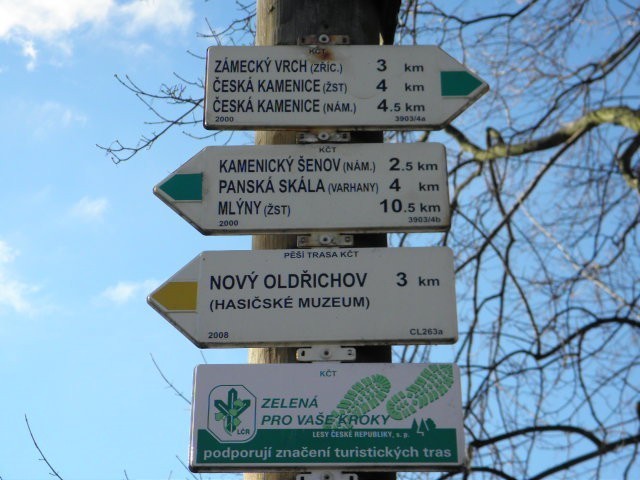 KČT
ZÁMECKÝ VRCH (ZŘÍC.) 3 km
ČESKÁ KAMENICE (ŽST) 4 km
ČESKÁ KAMENICE (NÁM.) 4.5 km
2000 3903/4a
KČT
KAMENICKÝ ŠENOV (NÁM.) 2.5 km
PANSKÁ SKÁLA (VARHANY) 4 km
MLÝNY (ŽST) 10.5 km
2000 3903/4b
PĚŠÍ TRASA KČT
NOVÝ OLDŘICHOV 3 km
(HASIČSKÉ MUZEUM)
2008 CL263a
KČT
ZELENÁ
PRO VAŠE KROKY
LČR LESY ČESKÉ REPUBLIKY, s. p.
podporují značení turistických tras